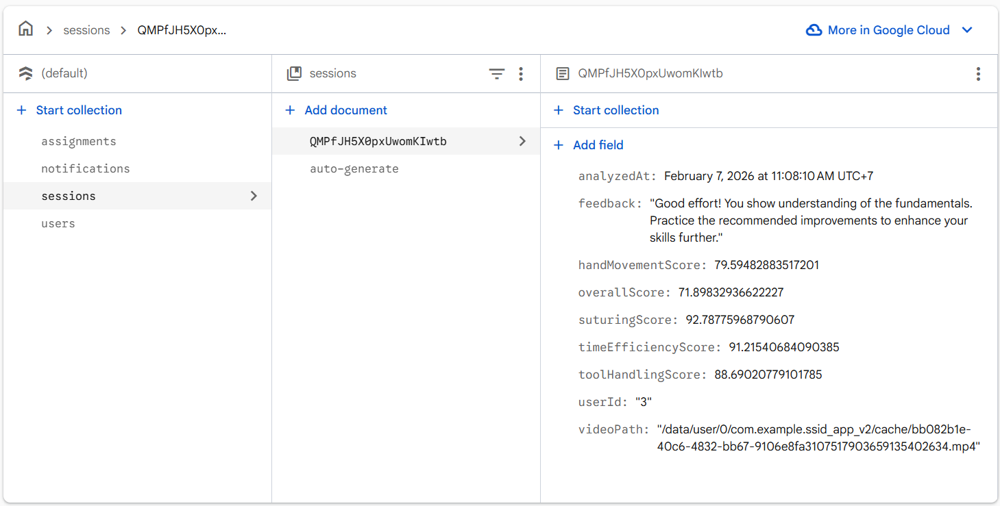 sessions
QMPfJH5X0px...
More in Google Cloud
(default)
sessions
QMPfJH5X0pxUwomKIwtb
Start collection
Add document
Start collection
assignments
notifications
sessions
users
QMPfJH5X0pxUwomKIwtb
auto-generate
Add field
analyzedAt: February 7, 2026 at 11:08:10 AM UTC+7
feedback: "Good effort! You show understanding of the fundamentals.
Practice the recommended improvements to enhance your
skills further."
handMovementScore: 79.59482883517201
overallScore: 71.89832936622227
suturingScore: 92.78775968790607
timeEfficiencyScore: 91.21540684090385
toolHandlingScore: 88.69020779101785
userId: "3"
videoPath: "/data/user/0/com.example.ssid_app_v2/cache/bb082b1e-
40c6-4832-bb67-9106e8fa3107517903659135402634.mp4"